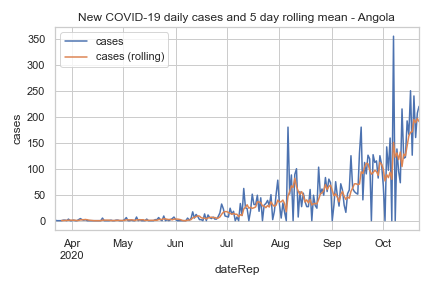 New COVID-19 daily cases and 5 day rolling mean - Angola
cases
cases (rolling)
350
300
250
200
150
100
50
0
cases
Apr
2020
May
Jun
Jul
Aug
Sep
Oct
dateRep